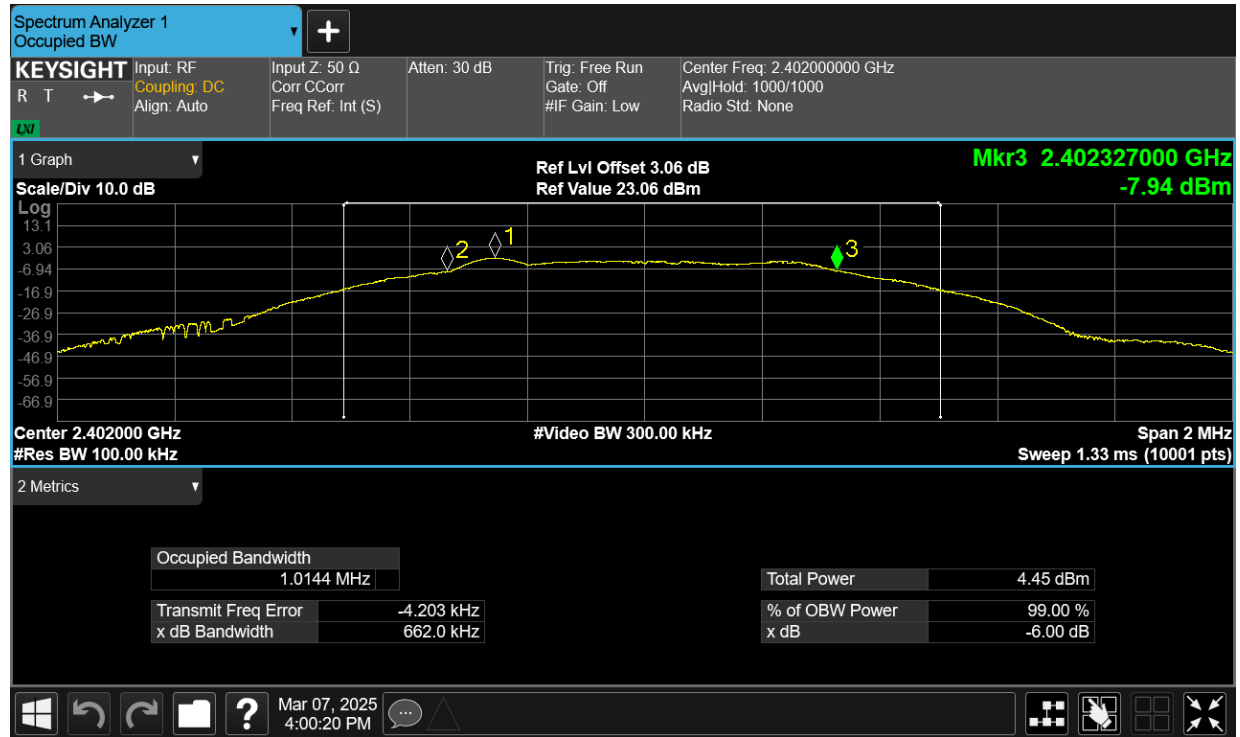 Spectrum Analyzer 1
Occupied BW
KEYSIGHT
R T
LXI
Input: RF
Coupling: DC
Align: Auto
Input Z: 50 Ω
Corr CCorr
Freq Ref: Int (S)
Atten: 30 dB
Trig: Free Run
Gate: Off
#IF Gain: Low
Center Freq: 2.402000000 GHz
Avg|Hold: 1000/1000
Radio Std: None
1 Graph
Scale/Div 10.0 dB
Ref Lvl Offset 3.06 dB
Ref Value 23.06 dBm
Mkr3 2.402327000 GHz
-7.94 dBm
Log
13.1
3.06
-6.94
-16.9
-26.9
-36.9
-46.9
-56.9
-66.9
2
1
3
Center 2.402000 GHz
#Video BW 300.00 kHz
Span 2 MHz
#Res BW 100.00 kHz
Sweep 1.33 ms (10001 pts)
2 Metrics
Occupied Bandwidth
1.0144 MHz
Total Power 4.45 dBm
Transmit Freq Error -4.203 kHz
% of OBW Power 99.00 %
x dB Bandwidth 662.0 kHz
x dB -6.00 dB
?
Mar 07, 2025
4:00:20 PM